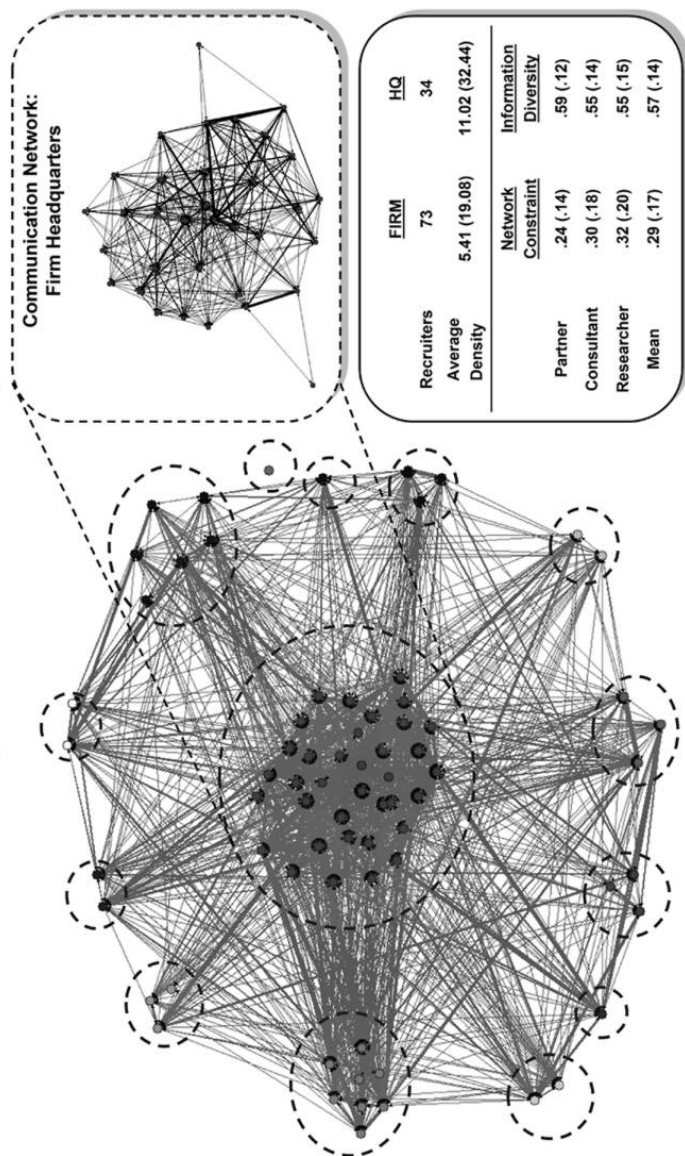 Communication Network:
Firm Headquarters
FIRM HQ
Recruiters 73 34
Average
Density 5.41 (19.08) 11.02 (32.44)
Network
Constraint Information
Diversity
Partner .24 (.14) .59 (.12)
Consultant .30 (.18) .55 (.14)
Researcher .32 (.20) .55 (.15)
Mean .29 (.17) .57 (.14)